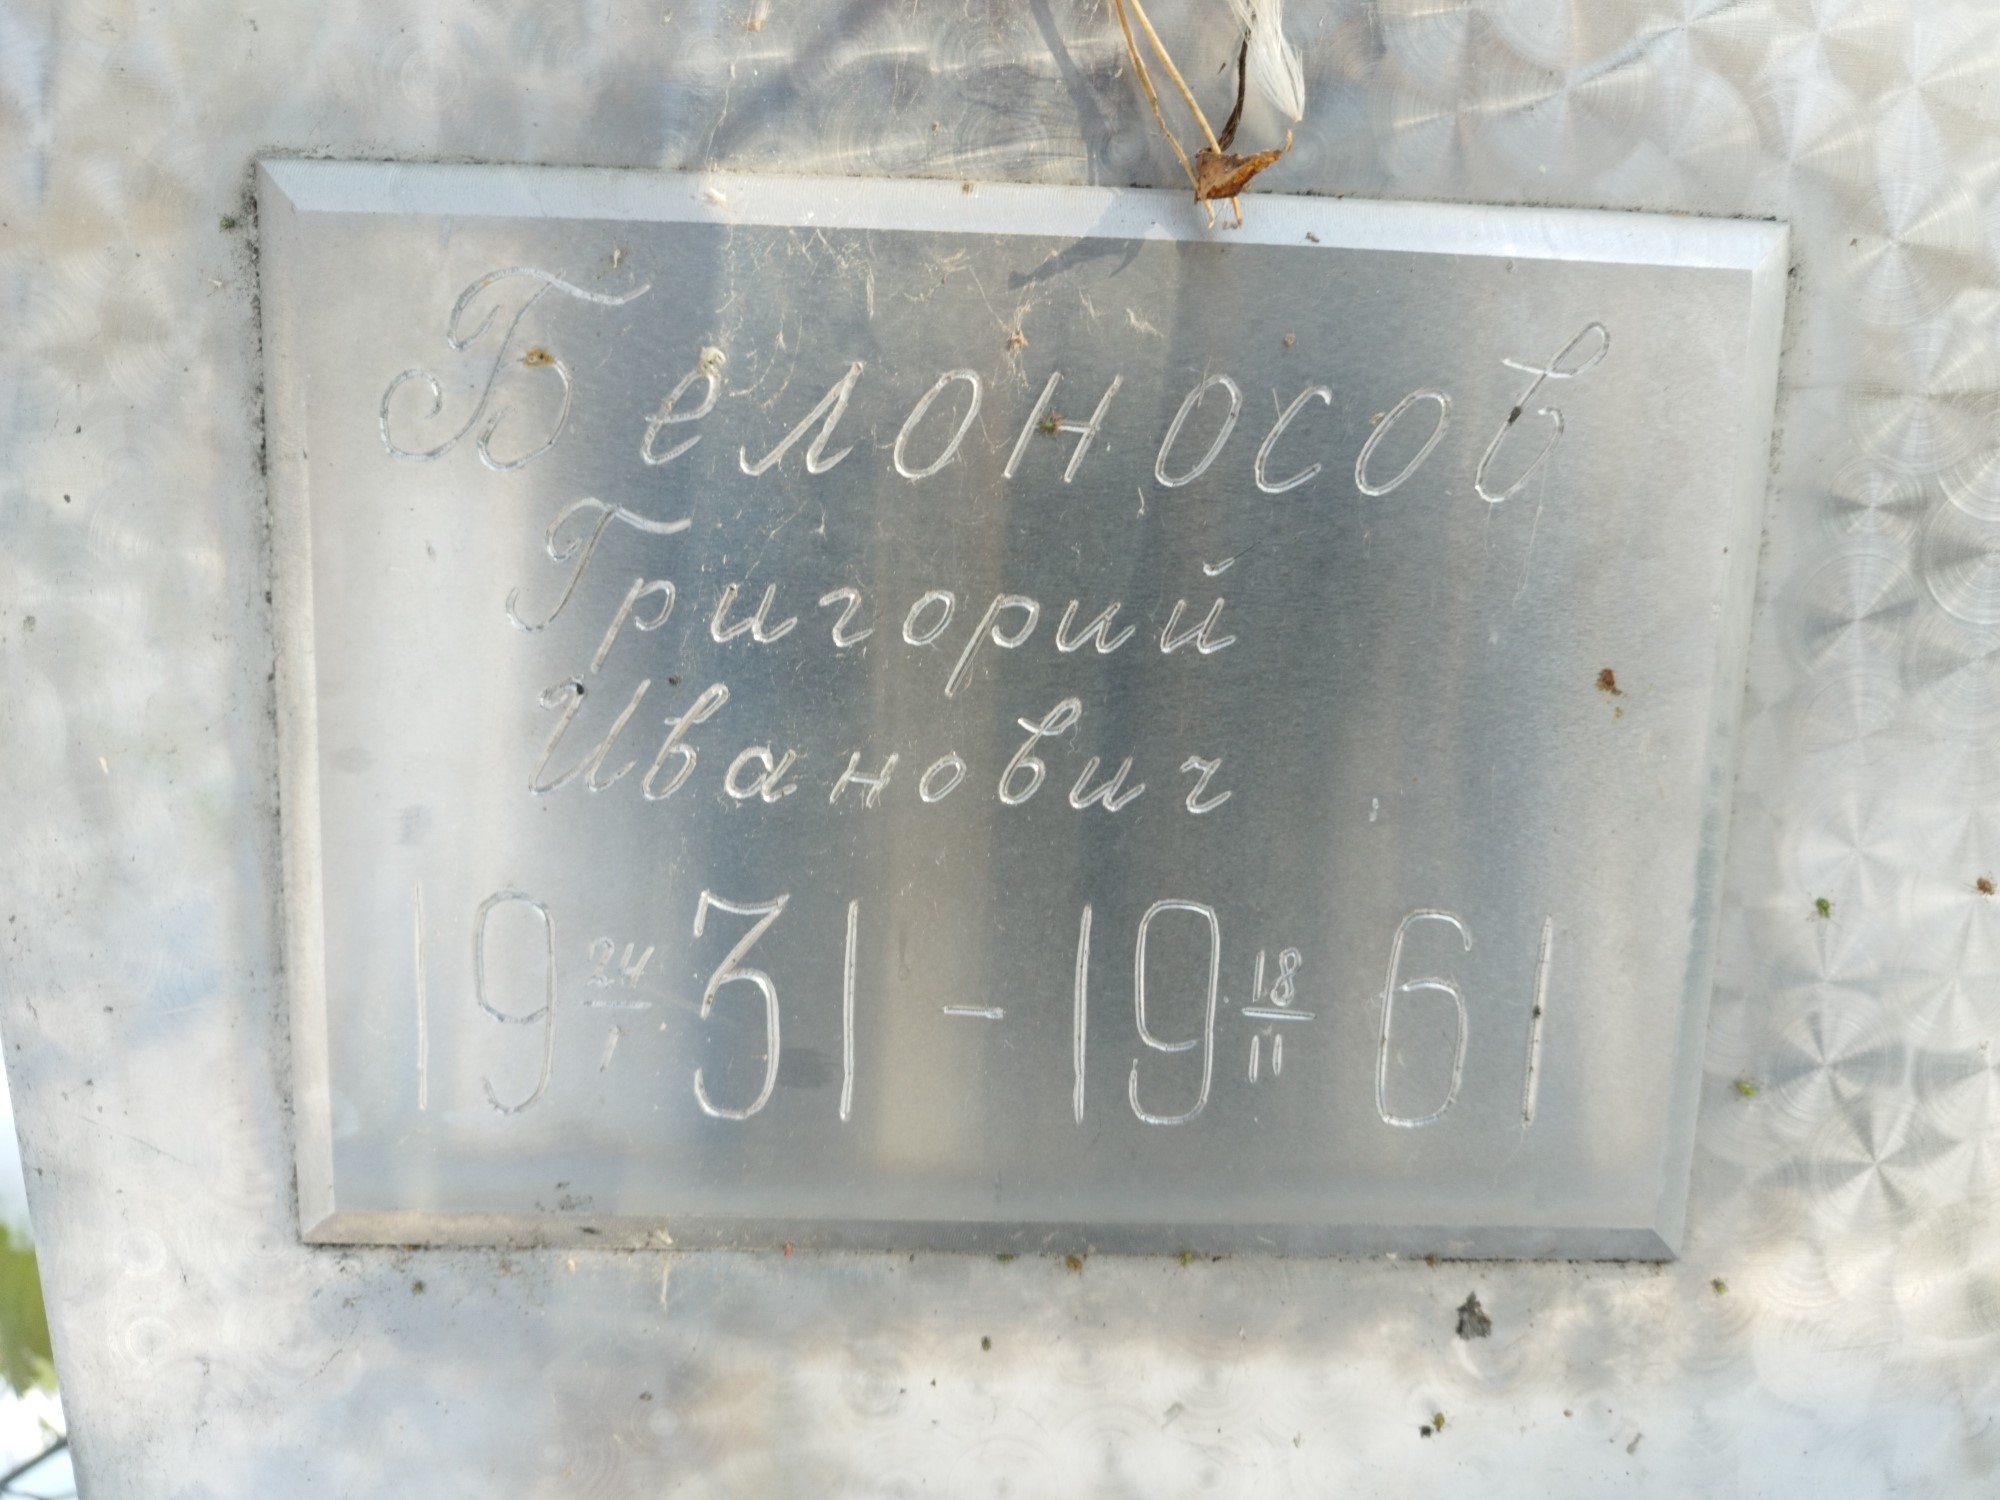 Белоносов
Григорий
Иванович
19 24/1 31 - 19 18/11 61